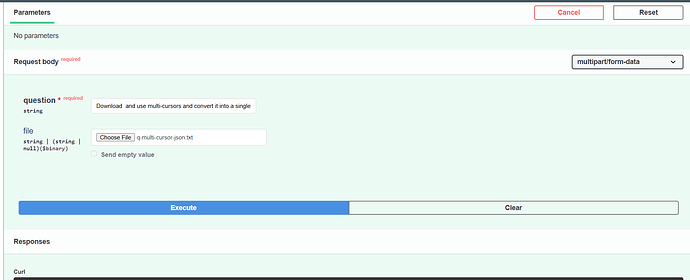 Parameters
Cancel
Reset
No parameters
Request body required
multipart/form-data
question * required
string
Download and use multi-cursors and convert it into a single
file
string | (string |
null)($binary)
Choose File q-multi-cursor-json.txt
Send empty value
Execute
Clear
Responses
Curl